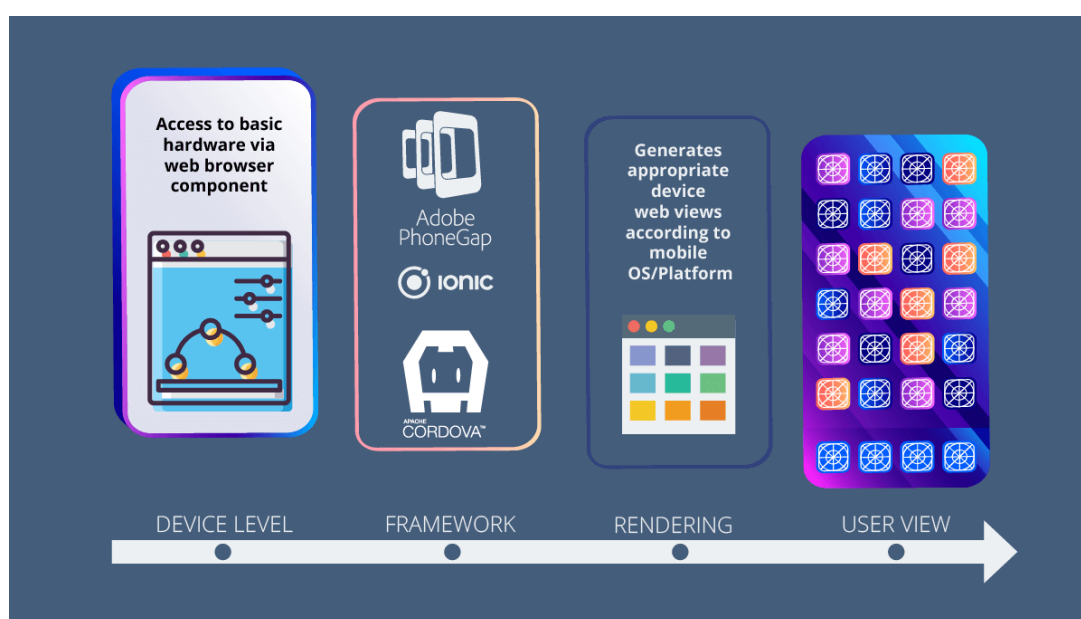 Access to basic
hardware via
web browser
component
Adobe
PhoneGap
ionic
APACHE
CORDOVA™
Generates
appropriate
device
web views
according to
mobile
OS/Platform
DEVICE LEVEL
FRAMEWORK
RENDERING
USER VIEW